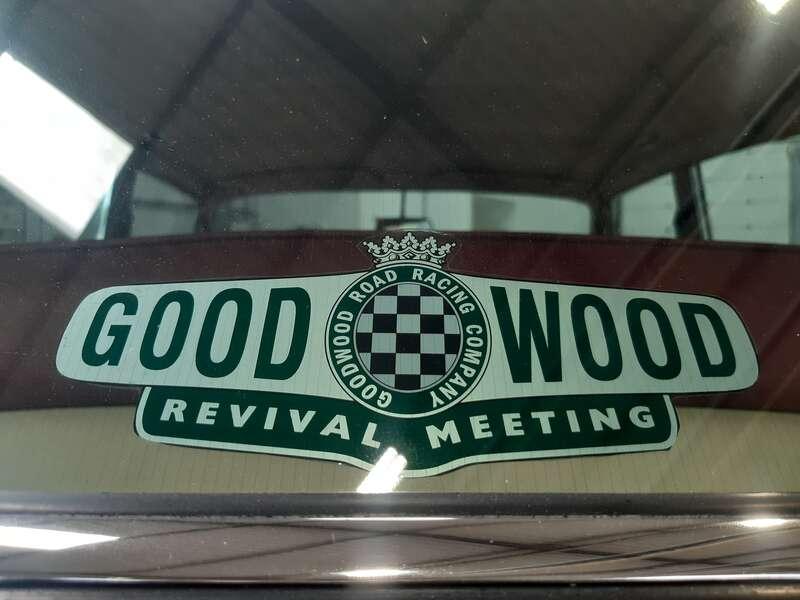 GOOD WOOD
GOODWOOD ROAD RACING COMPANY
REVIVAL MEETING